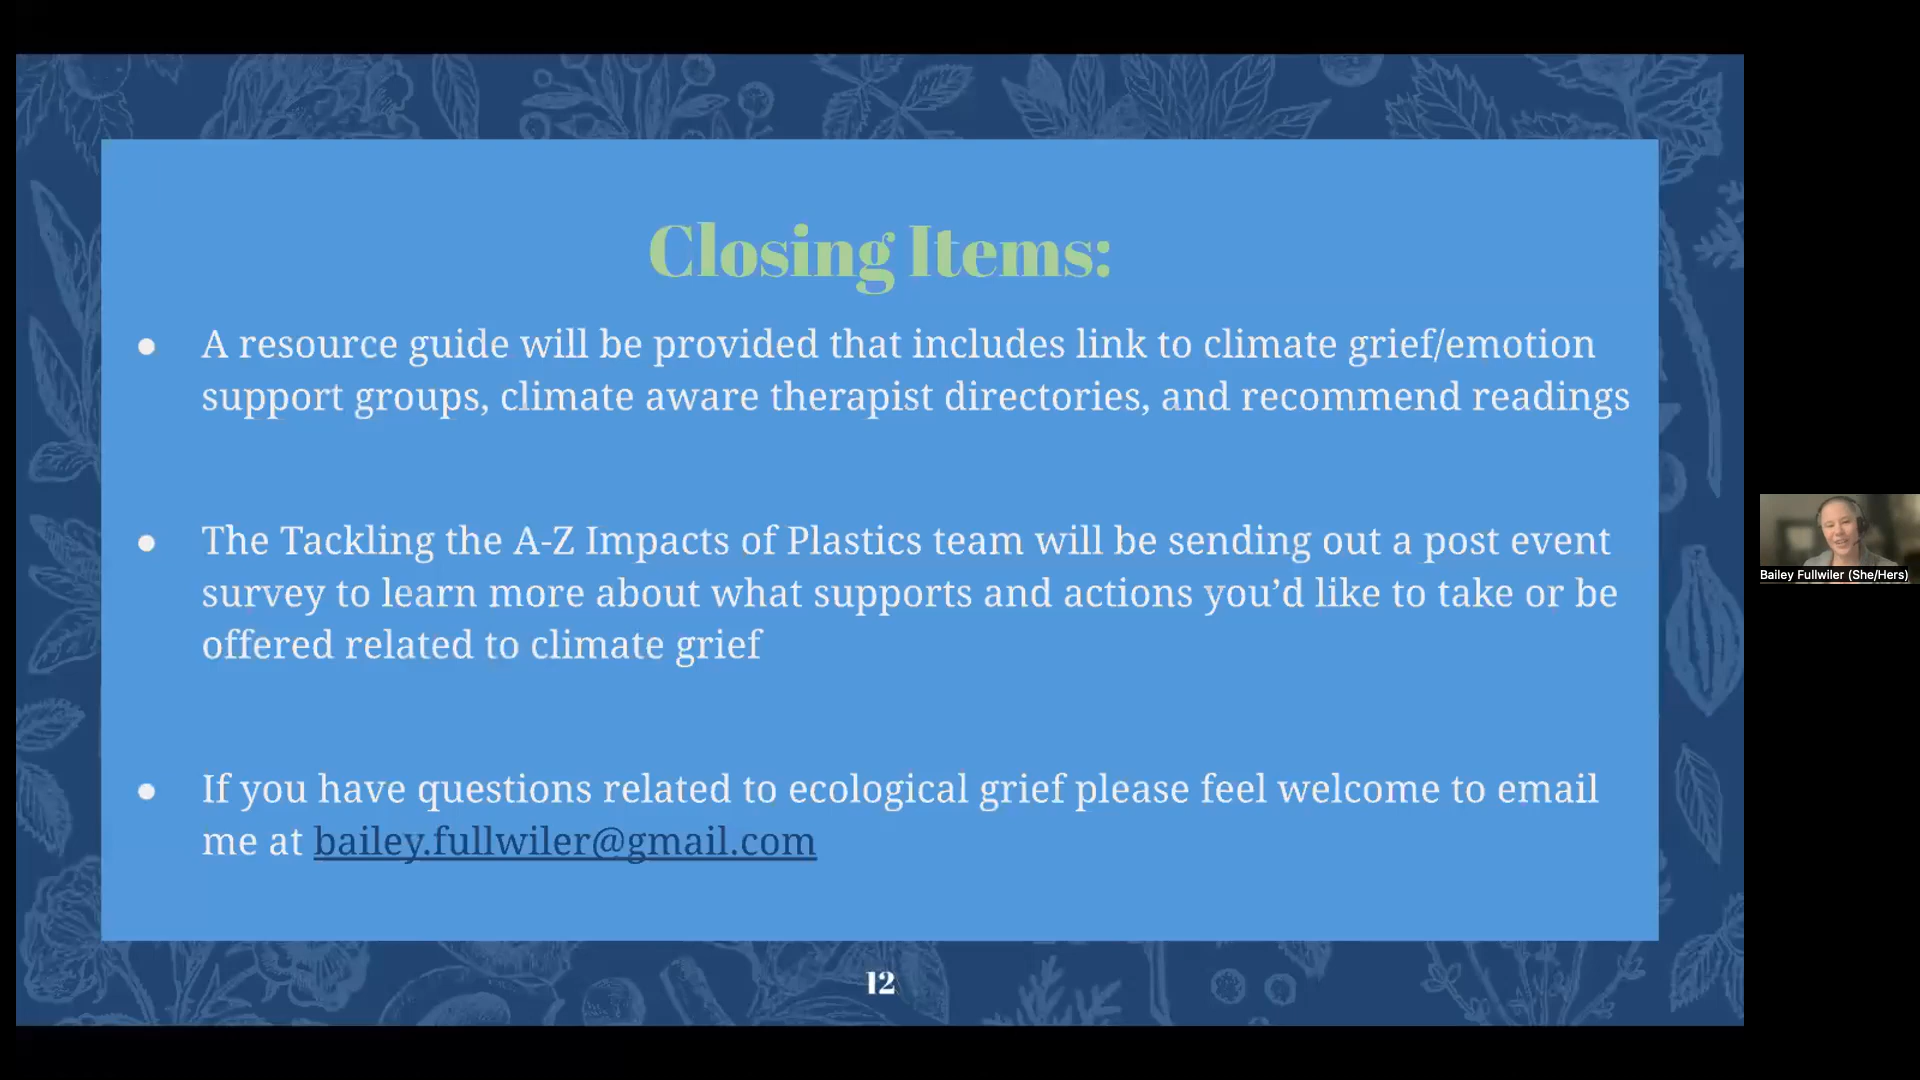 Closing Items:
● A resource guide will be provided that includes link to climate grief/emotion
support groups, climate aware therapist directories, and recommend readings
● The Tackling the A-Z Impacts of Plastics team will be sending out a post event
survey to learn more about what supports and actions you’d like to take or be
offered related to climate grief
● If you have questions related to ecological grief please feel welcome to email
me at bailey.fullwiler@gmail.com
12
Bailey Fullwiler (She/Hers)